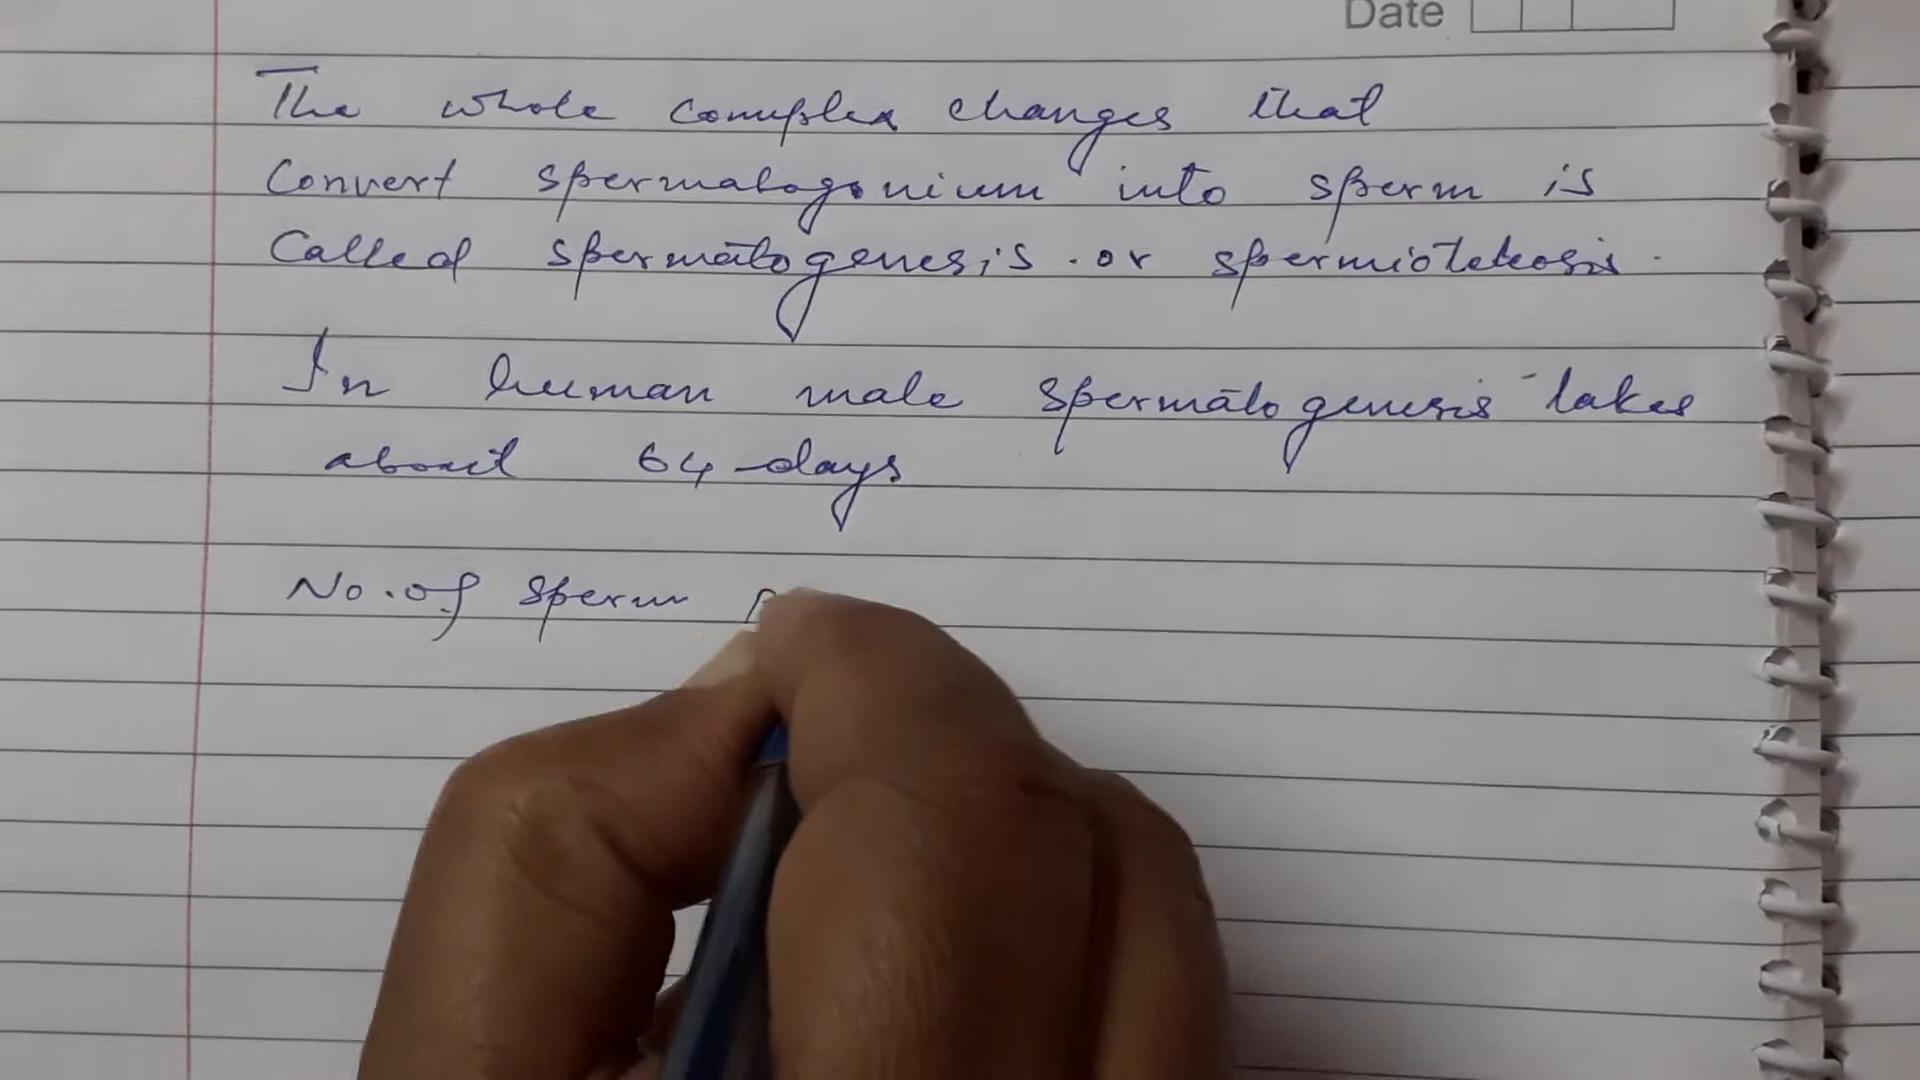 Date
The whole complex changes that
Convert spermatogonium into sperm is
Called spermatogenesis . or spermioteleosis .
In human male spermatogenesis takes
about 64 days
No. of sperm